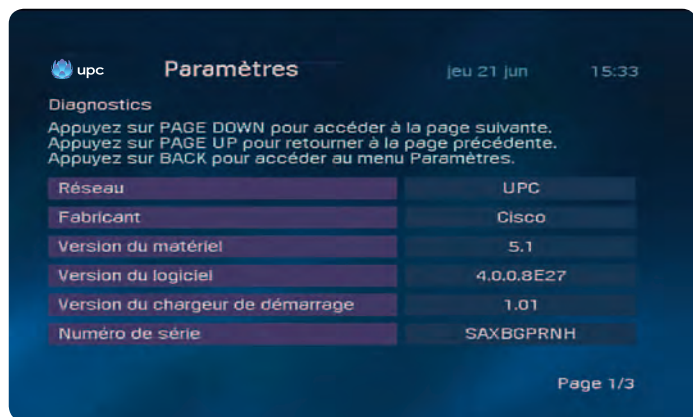 upc Paramètres jeu 21 jun 15:33
Diagnostics
Appuyez sur PAGE DOWN pour accéder à la page suivante.
Appuyez sur PAGE UP pour retourner à la page précédente.
Appuyez sur BACK pour accéder au menu Paramètres.
Réseau UPC
Fabricant Cisco
Version du matériel 5.1
Version du logiciel 4.0.0.8E27
Version du chargeur de démarrage 1.01
Numéro de série SAXBGPRNH
Page 1/3